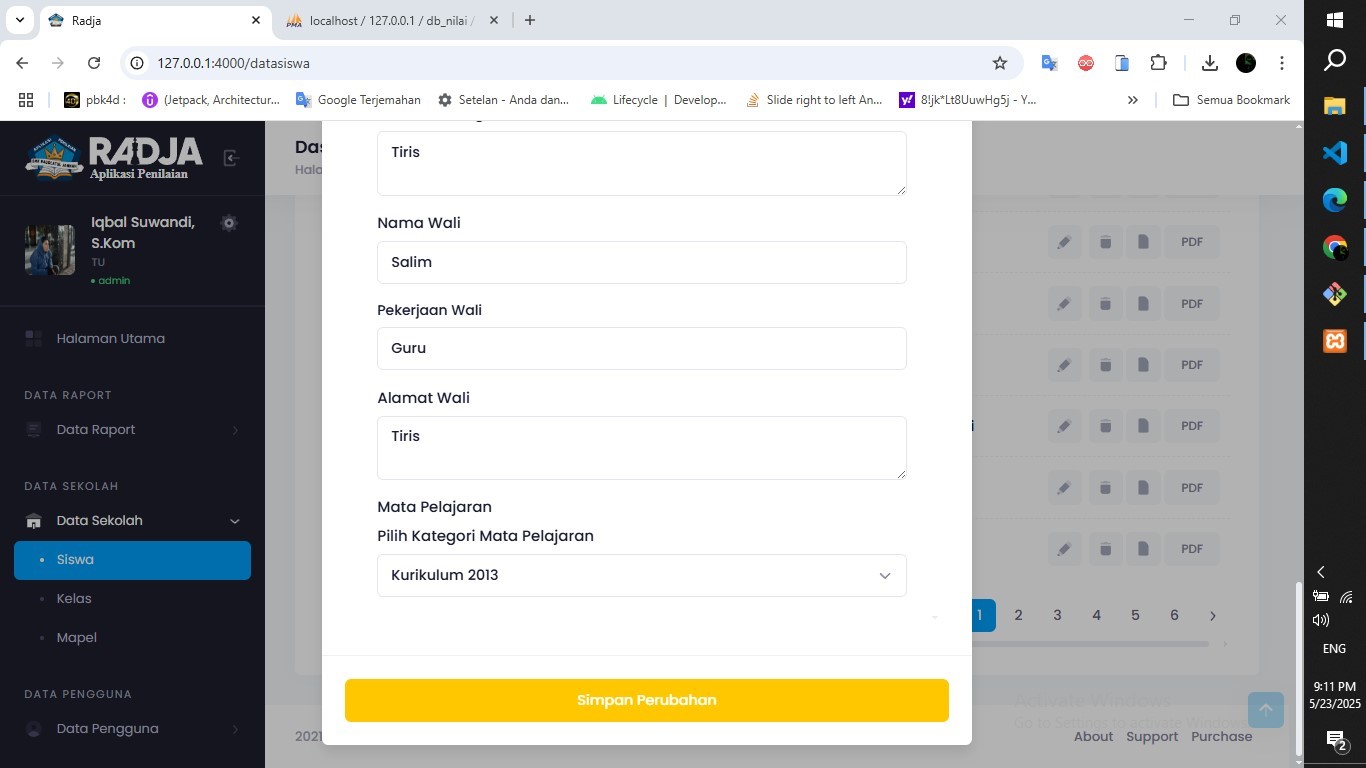 Radja
localhost / 127.0.0.1 / db_nilai /
127.0.0.1:4000/datasiswa
pbk4d :
(Jetpack, Architectur...
Google Terjemahan
Setelan - Anda dan...
Lifecycle | Develop...
Slide right to left An...
8!jk*Lt8UuwHg5j - Y...
Semua Bookmark
RADJA
Aplikasi Penilaian
Iqbal Suwandi,
S.Kom
TU
admin
Halaman Utama
DATA RAPORT
Data Raport
DATA SEKOLAH
Data Sekolah
Siswa
Kelas
Mapel
DATA PENGGUNA
Data Pengguna
Das
Hala
Tiris
Nama Wali
Salim
Pekerjaan Wali
Guru
Alamat Wali
Tiris
Mata Pelajaran
Pilih Kategori Mata Pelajaran
Kurikulum 2013
Simpan Perubahan
PDF
PDF
PDF
i PDF
PDF
PDF
1 2 3 4 5 6
Activate Windows
Go to Settings to activate Windows.
2021
About Support Purchase
ENG
9:11 PM
5/23/2025
2